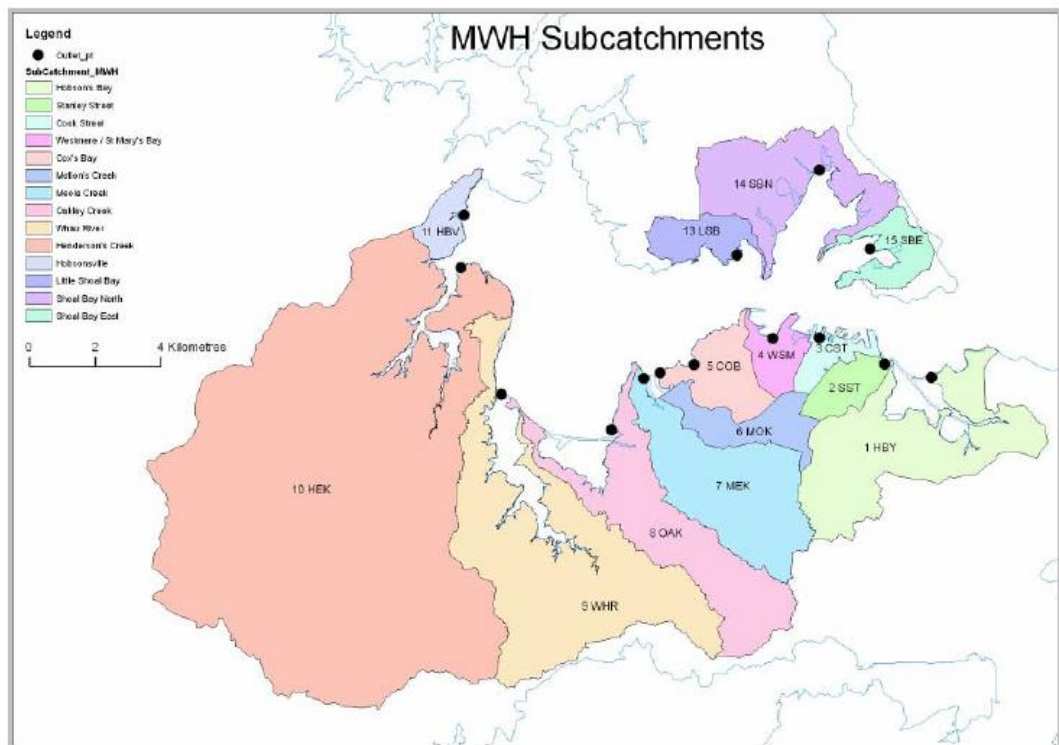 MWH Subcatchments
Legend
Outlet_pt
SubCatchment_MWH
Hobson's Bay
Stanley Street
Cook Street
Westmere / St Mary's Bay
Cox's Bay
Motion's Creek
Meola Creek
Oakley Creek
Whau River
Henderson's Creek
Hobsonsville
Little Shoal Bay
Shoal Bay North
Shoal Bay East
0 2 4 Kilometres
14 SBN
11 HBV
13 LSB
15 SBE
3 CST
4 WSM
5 COB
2 SST
6 MOK
1 HBY
7 MEK
10 HEK
8 OAK
9 WHR